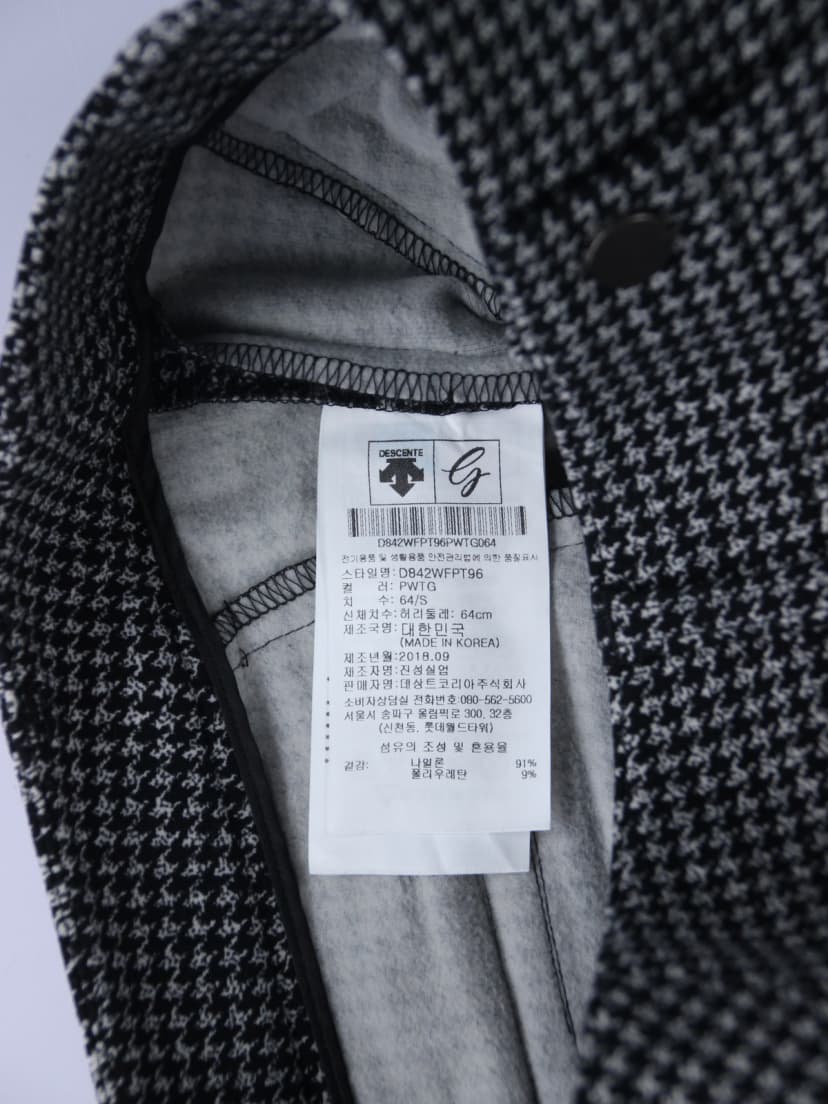 DESCENTE
D842WFPT96PWTG064
전기용품 및 생활용품 안전관리법에 의한 품질표시
스타일명: D842WFPT96
컬 러: PWTG
치 수: 64/S
신체치수: 허리둘레: 64cm
제조국명: 대한민국
(MADE IN KOREA)
제조년월: 2018.09
제조자명: 진성실업
판매자명: 데상트코리아주식회사
소비자상담실 전화번호: 080-562-5600
서울시 송파구 올림픽로 300, 32층
(신천동, 롯데월드타워)
섬유의 조성 및 혼용율
겉감: 나일론 91%
폴리우레탄 9%